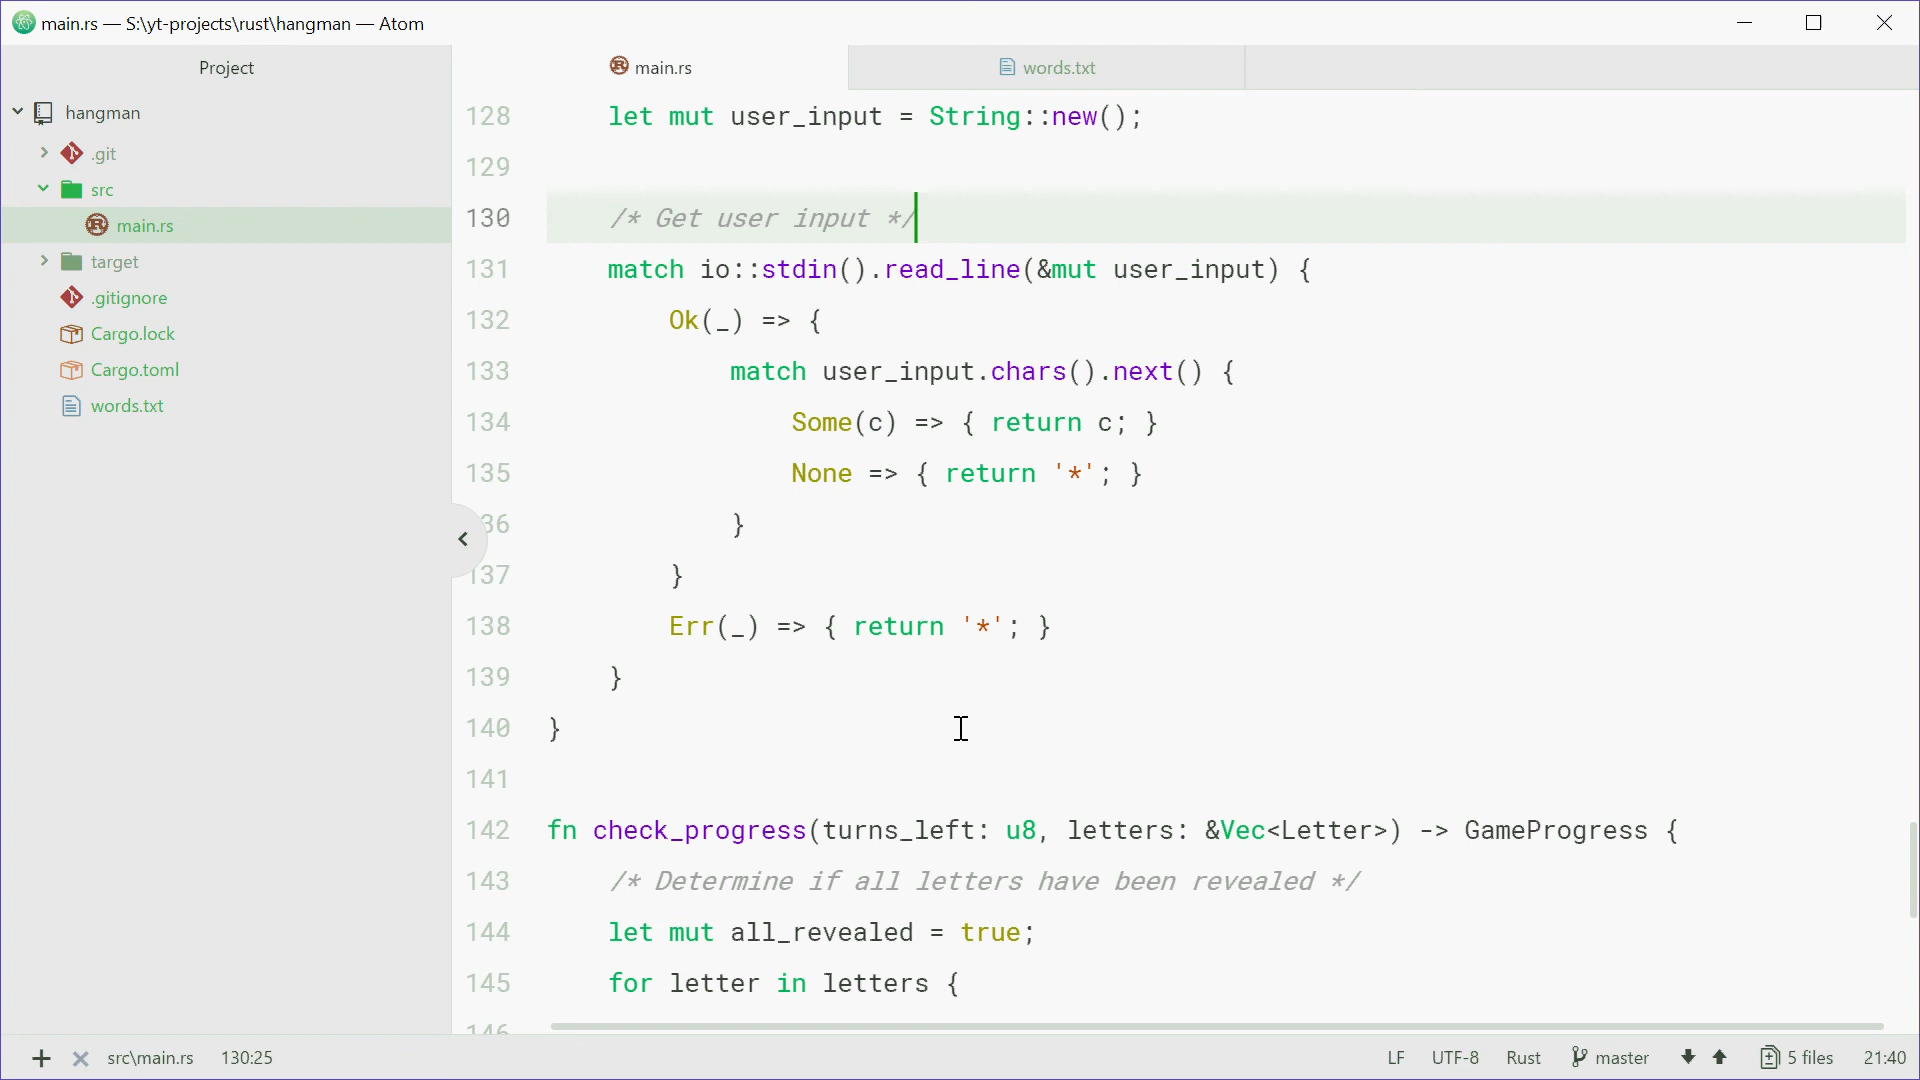 main.rs — S:\yt-projects\rust\hangman — Atom
Project
main.rs
words.txt
hangman
.git
src
main.rs
target
.gitignore
Cargo.lock
Cargo.toml
words.txt
128 let mut user_input = String::new();
129
130 /* Get user input */
131 match io::stdin().read_line(&mut user_input) {
132 Ok(_) => {
133 match user_input.chars().next() {
134 Some(c) => { return c; }
135 None => { return '*'; }
36 }
137 }
138 Err(_) => { return '*'; }
139 }
140 }
141
142 fn check_progress(turns_left: u8, letters: &Vec<Letter>) -> GameProgress {
143 /* Determine if all letters have been revealed */
144 let mut all_revealed = true;
145 for letter in letters {
146
src\main.rs 130:25 LF UTF-8 Rust master 5 files 21:40